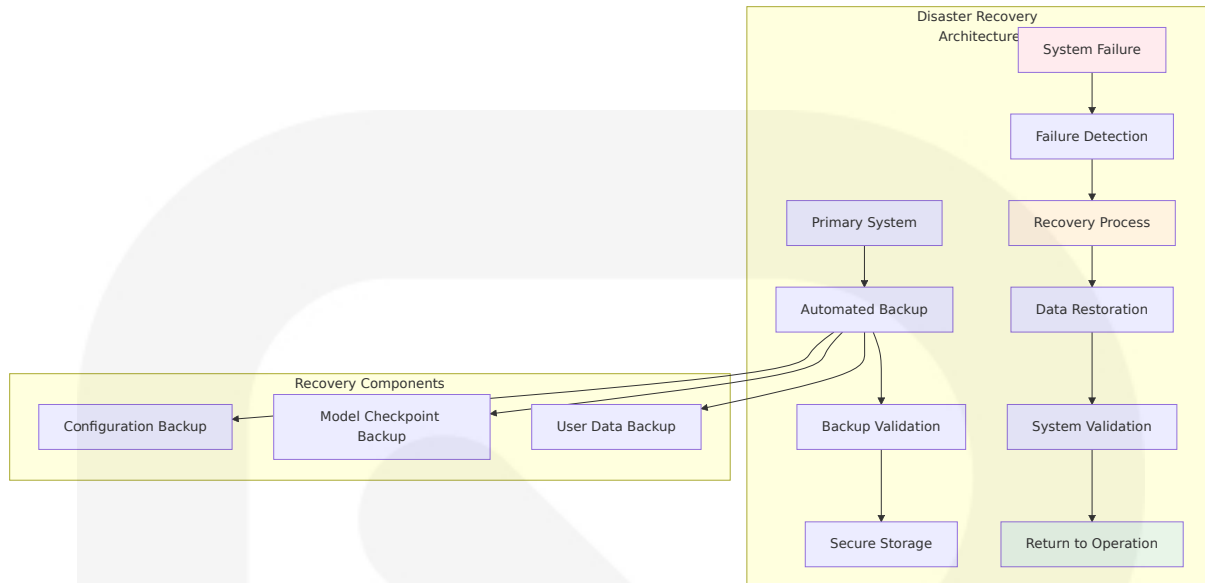 Disaster Recovery
Architecture
System Failure
Failure Detection
Primary System
Recovery Process
Automated Backup
Data Restoration
Recovery Components
Configuration Backup
Model Checkpoint
Backup
User Data Backup
Backup Validation
System Validation
Secure Storage
Return to Operation